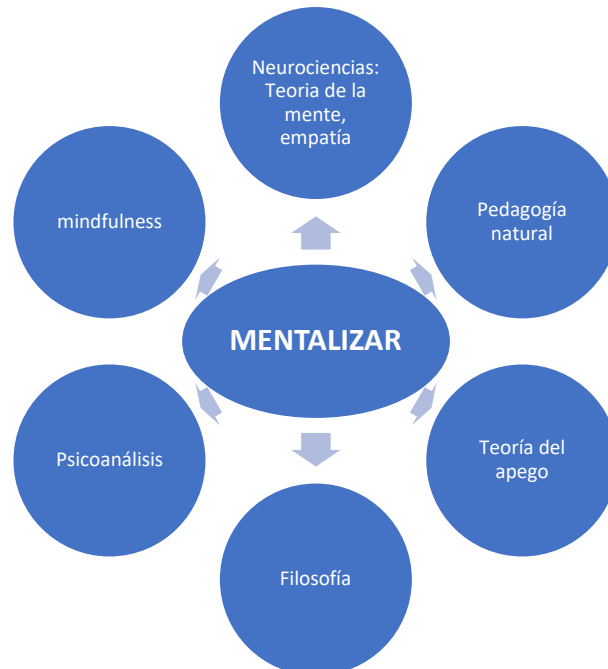 Neurociencias:
Teoria de la
mente,
empatía
mindfulness
Pedagogía
natural
MENTALIZAR
Psicoanálisis
Teoría del
apego
Filosofía